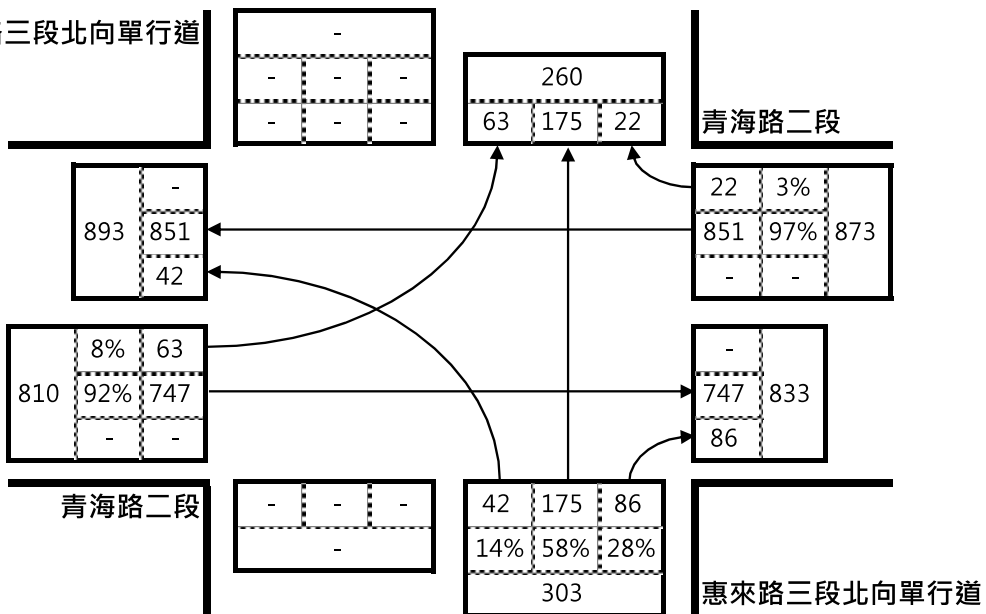 路三段北向單行道
-
- - -
- - -
260
63 175 22
青海路二段
893
-
851
42
22 3%
851 97%
- -
873
810
8% 63
92% 747
- -
-
747
86
833
青海路二段
- - -
-
42 175 86
14% 58% 28%
303
惠來路三段北向單行道